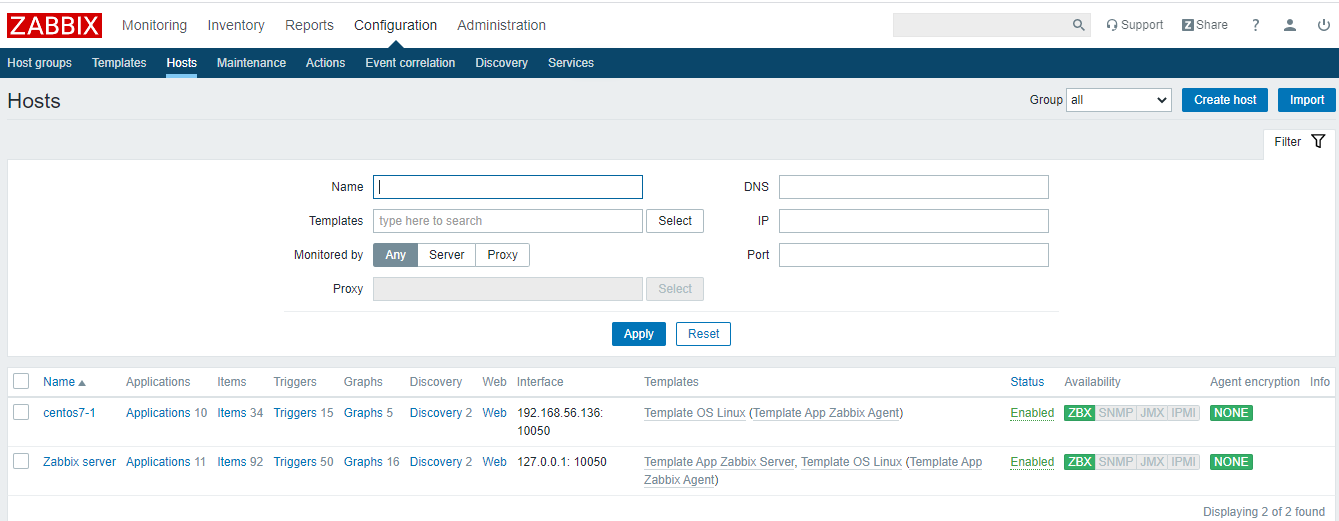 ZABBIX Monitoring Inventory Reports Configuration Administration Support Z Share ?
Host groups Templates Hosts Maintenance Actions Event correlation Discovery Services
Hosts Group all Create host Import
Filter
Name DNS
Templates type here to search Select IP
Monitored by Any Server Proxy Port
Proxy Select
Apply Reset
Name Applications Items Triggers Graphs Discovery Web Interface Templates Status Availability Agent encryption Info
centos7-1 Applications 10 Items 34 Triggers 15 Graphs 5 Discovery 2 Web 192.168.56.136: Template OS Linux (Template App Zabbix Agent) Enabled ZBX SNMP JMX IPMI NONE
10050
Zabbix server Applications 11 Items 92 Triggers 50 Graphs 16 Discovery 2 Web 127.0.0.1: 10050 Template App Zabbix Server, Template OS Linux (Template App Enabled ZBX SNMP JMX IPMI NONE
Zabbix Agent)
Displaying 2 of 2 found